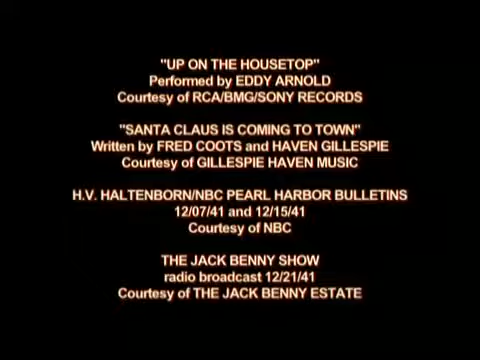 "UP ON THE HOUSETOP"
Performed by EDDY ARNOLD
Courtesy of RCA/BMG/SONY RECORDS
"SANTA CLAUS IS COMING TO TOWN"
Written by FRED COOTS and HAVEN GILLESPIE
Courtesy of GILLESPIE HAVEN MUSIC
H.V. HALTENBORN/NBC PEARL HARBOR BULLETINS
12/07/41 and 12/15/41
Courtesy of NBC
THE JACK BENNY SHOW
radio broadcast 12/21/41
Courtesy of THE JACK BENNY ESTATE